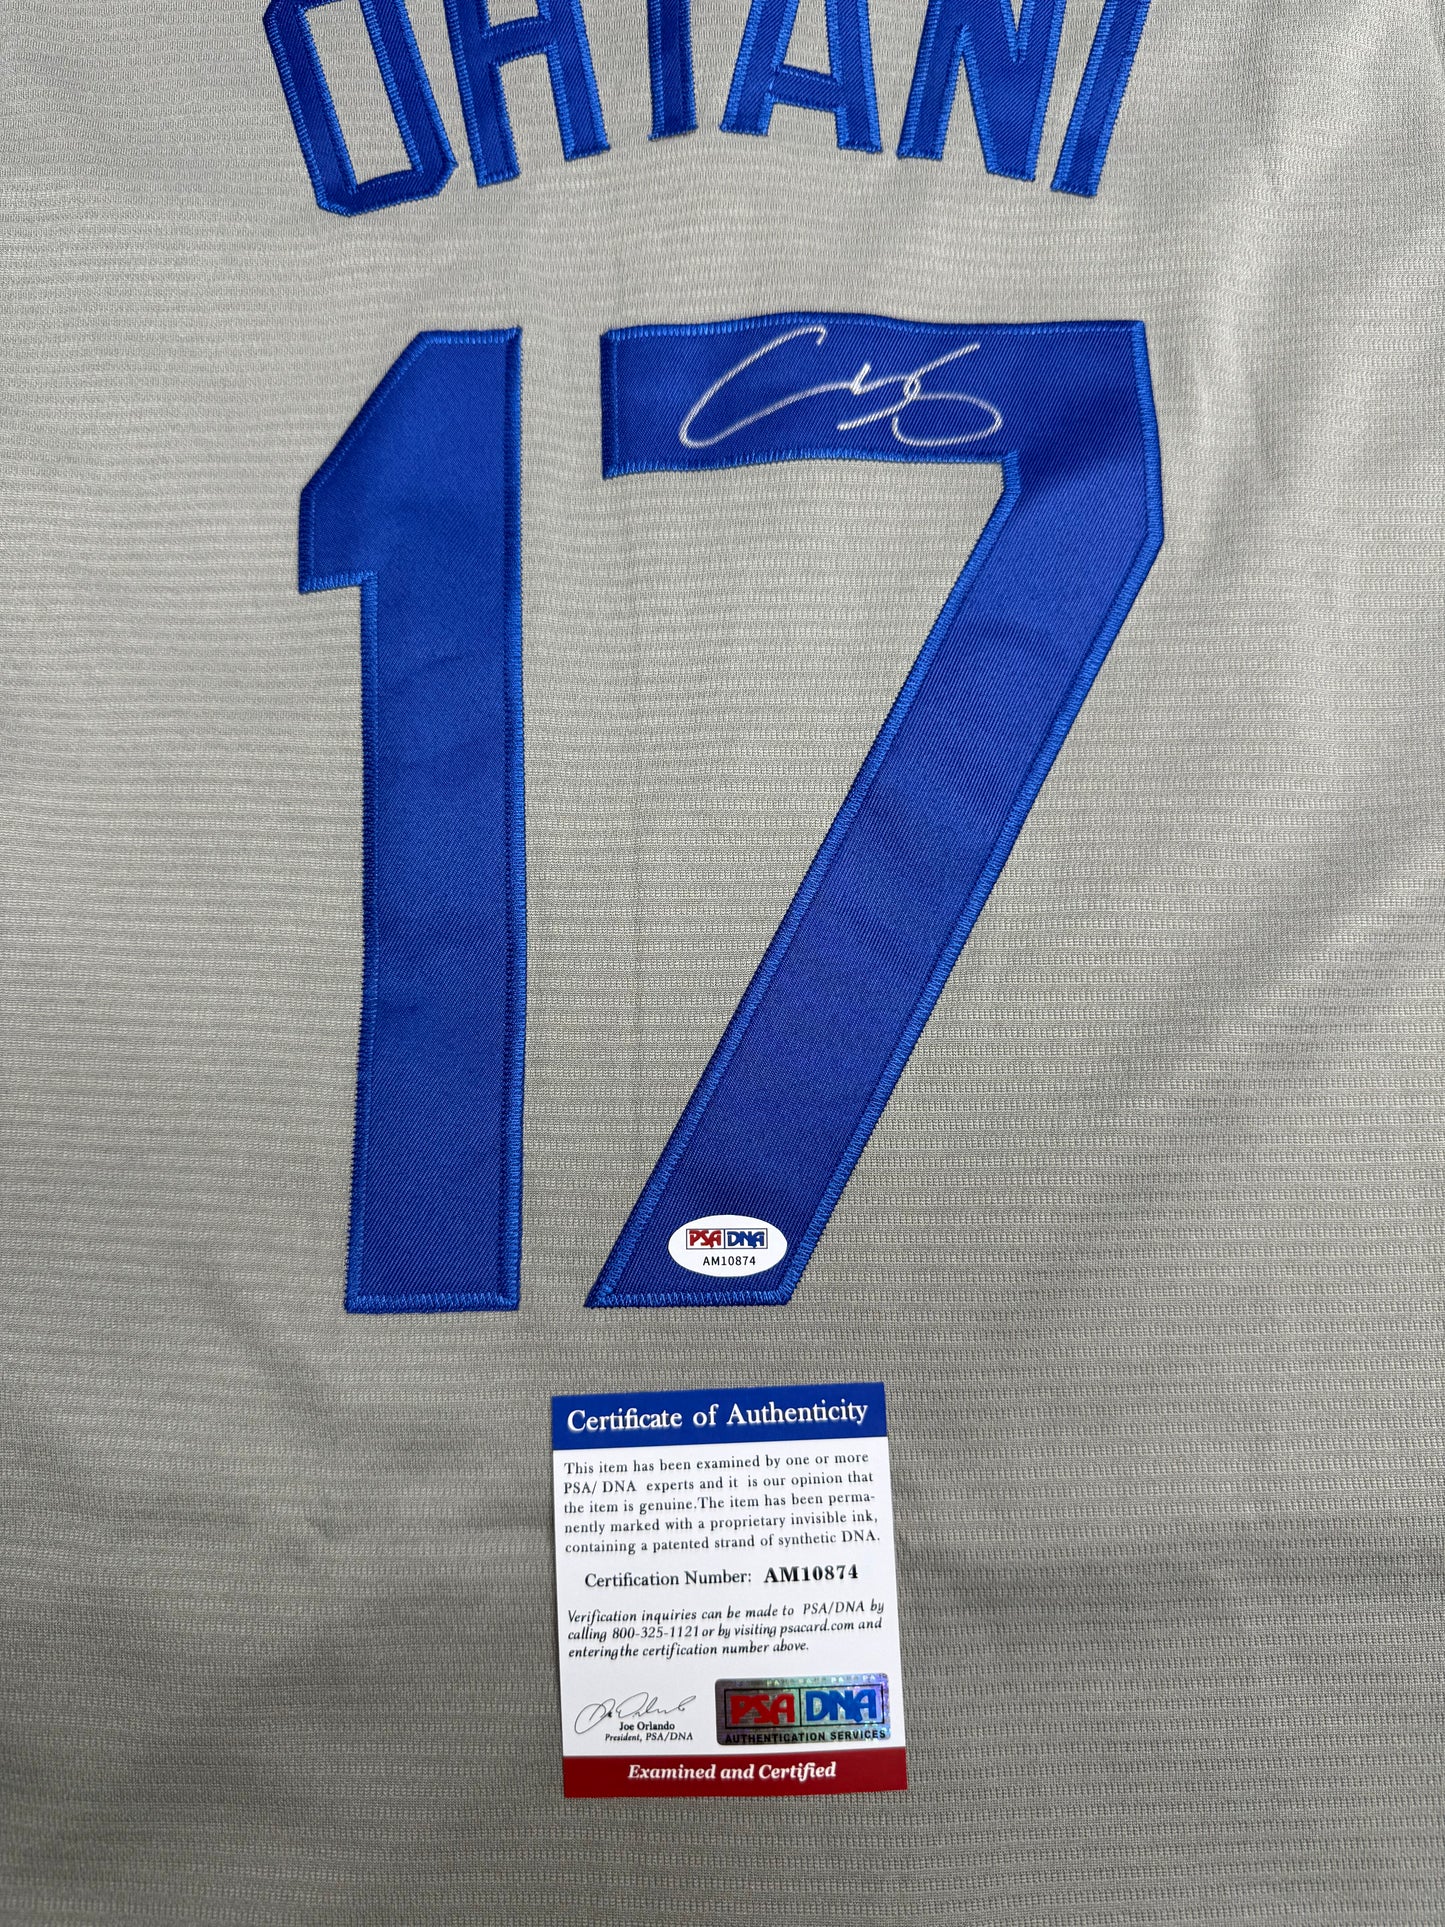 OHTANI
17
PSA DNA
AM10874
Certificate of Authenticity
This item has been examined by one or more
PSA/ DNA experts and it is our opinion that
the item is genuine.The item has been perma-
nently marked with a proprietary invisible ink,
containing a patented strand of synthetic DNA.
Certification Number: AM10874
Verification inquiries can be made to PSA/DNA by
calling 800-325-1121 or by visiting psacard.com and
entering the certification number above.
Joe Orlando
President, PSA/DNA
PSA DNA
AUTHENTICATION SERVICES
Examined and Certified